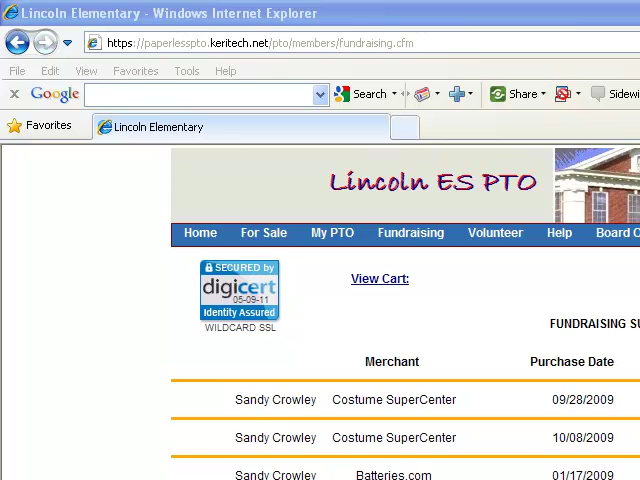 Lincoln Elementary - Windows Internet Explorer
https://paperlesspto.keritech.net/pto/members/fundraising.cfm
File Edit View Favorites Tools Help
x Google Search Share Sidewi
Favorites Lincoln Elementary
Lincoln ES PTO
Home For Sale My PTO Fundraising Volunteer Help Board O
SECURED by
digicert
05-09-11
Identity Assured
WILDCARD SSL
View Cart:
FUNDRAISING SU
Merchant Purchase Date
Sandy Crowley Costume SuperCenter 09/28/2009
Sandy Crowley Costume SuperCenter 10/08/2009
Sandy Crowley Batteries.com 01/17/2009